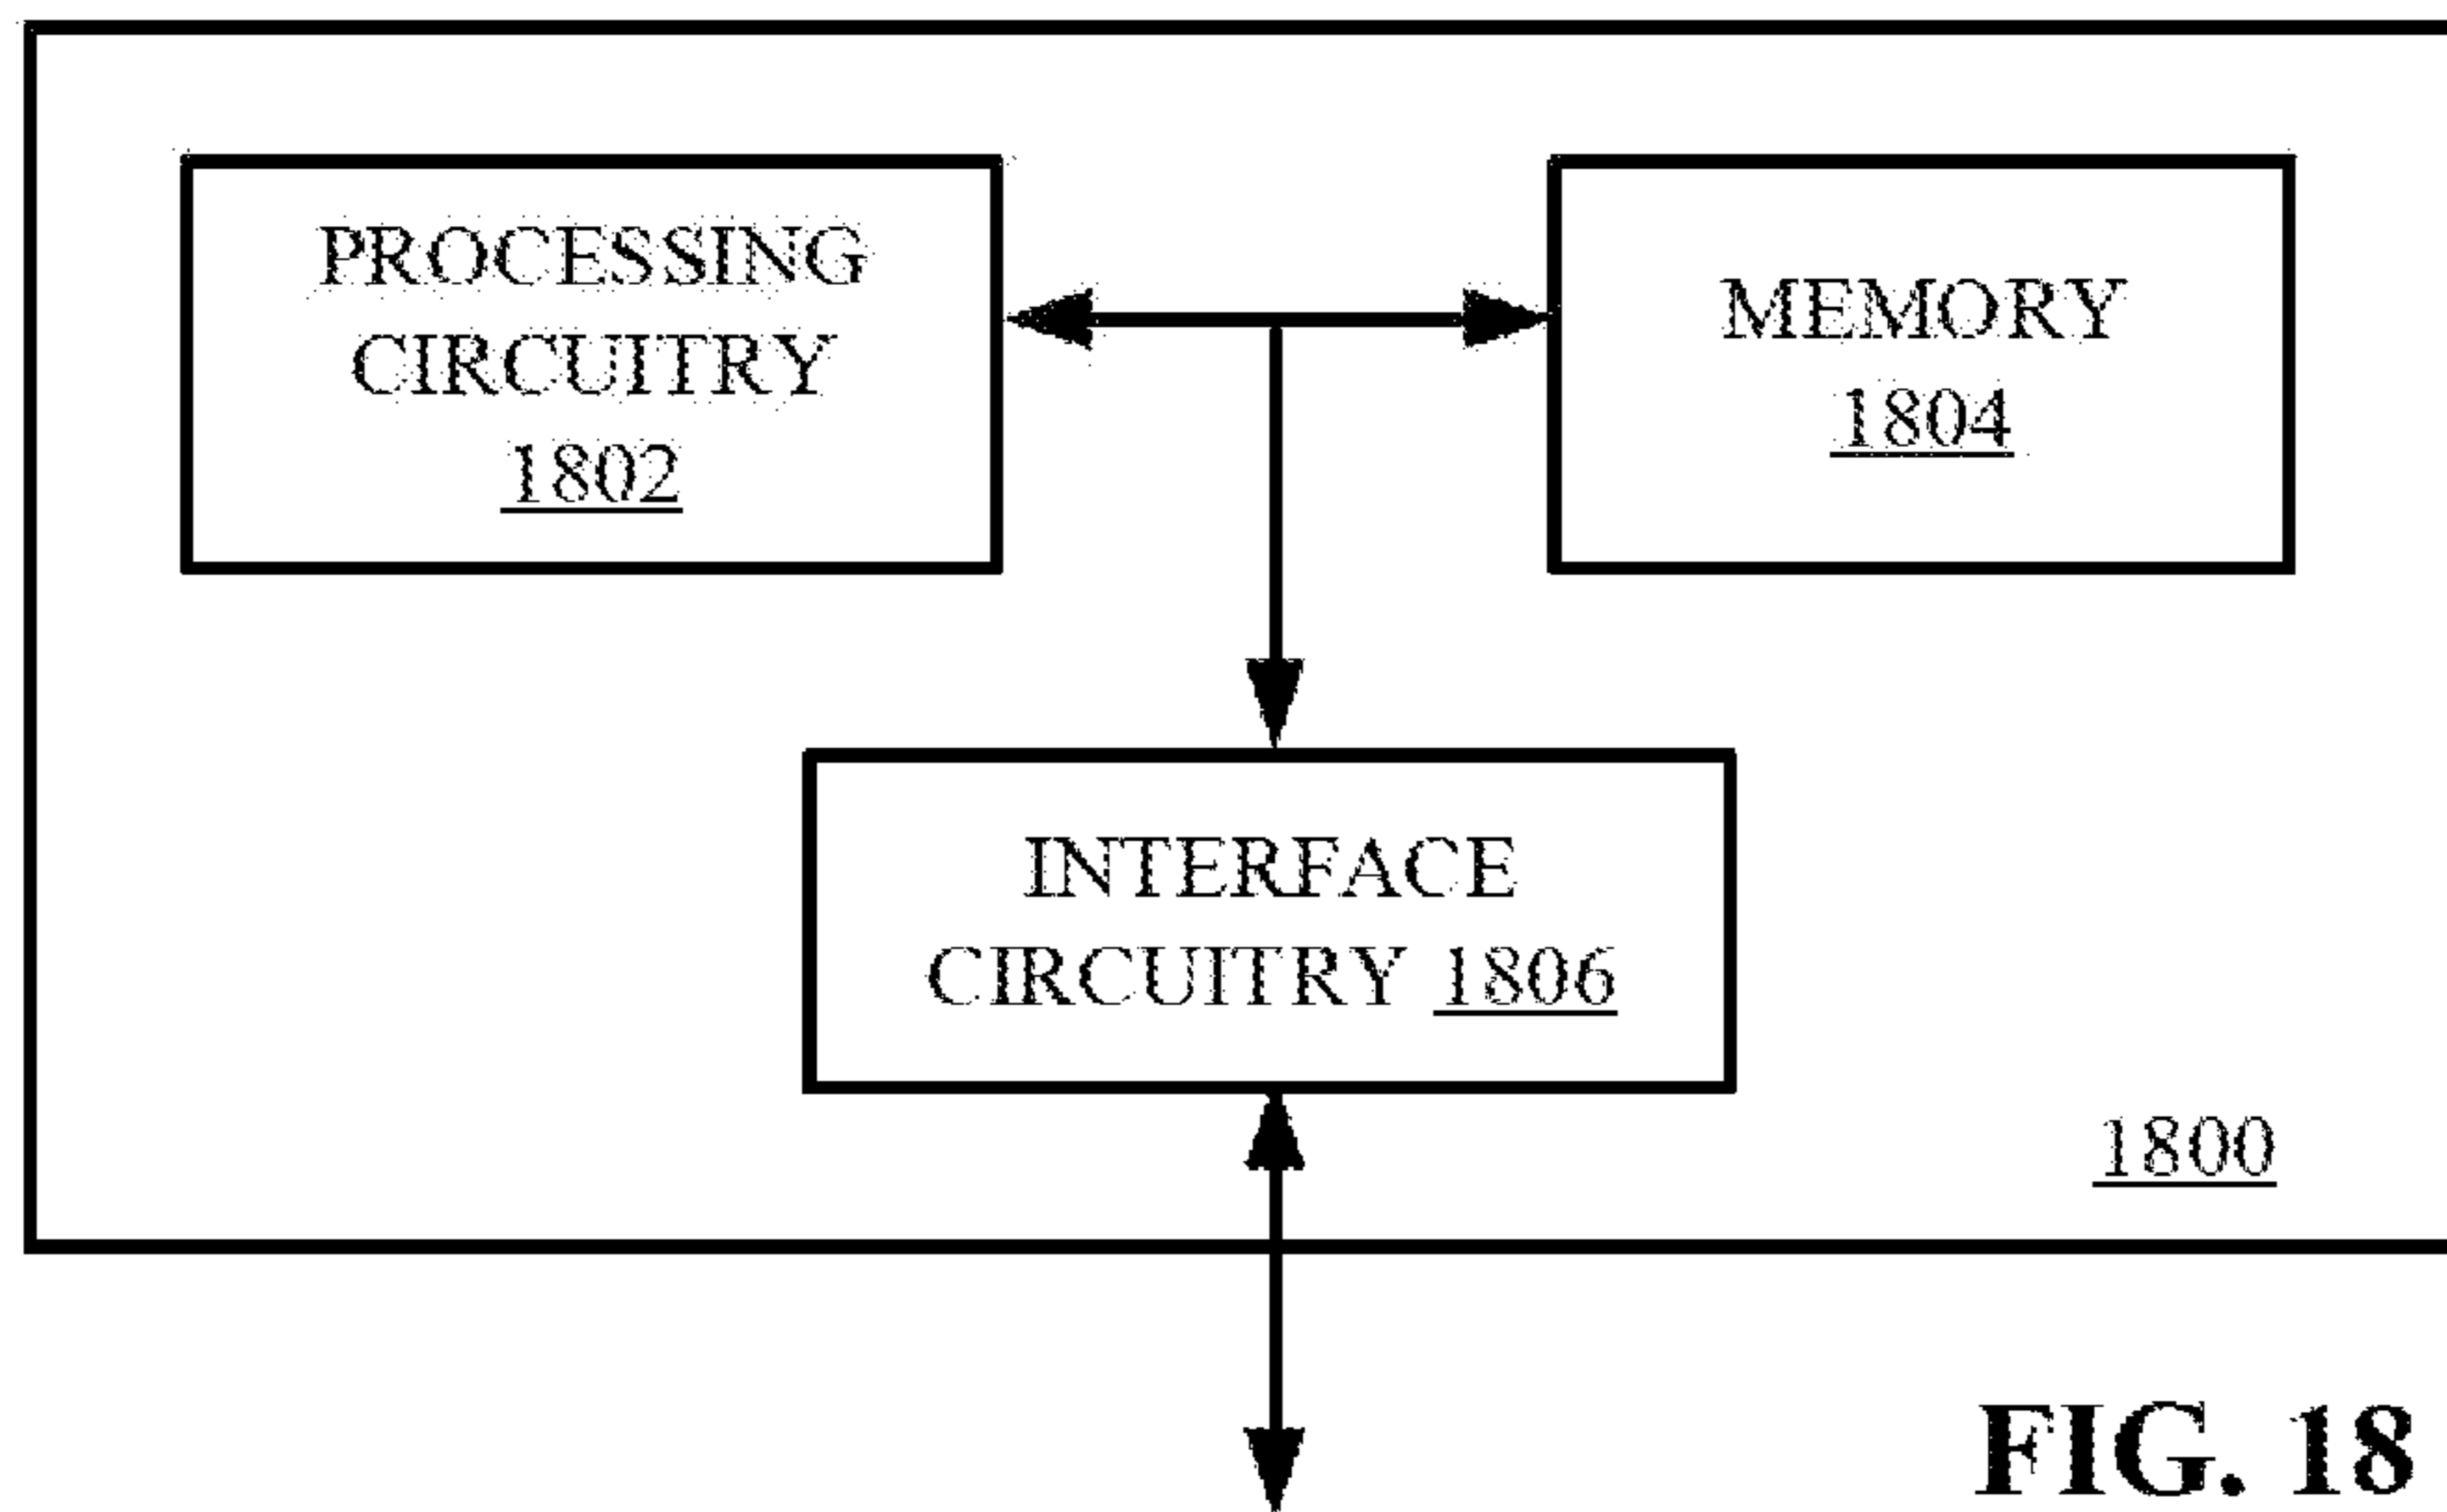 PROCESSING
CIRCUITRY
1802
MEMORY
1804
INTERFACE
CIRCUITRY 1806
1800
FIG. 18